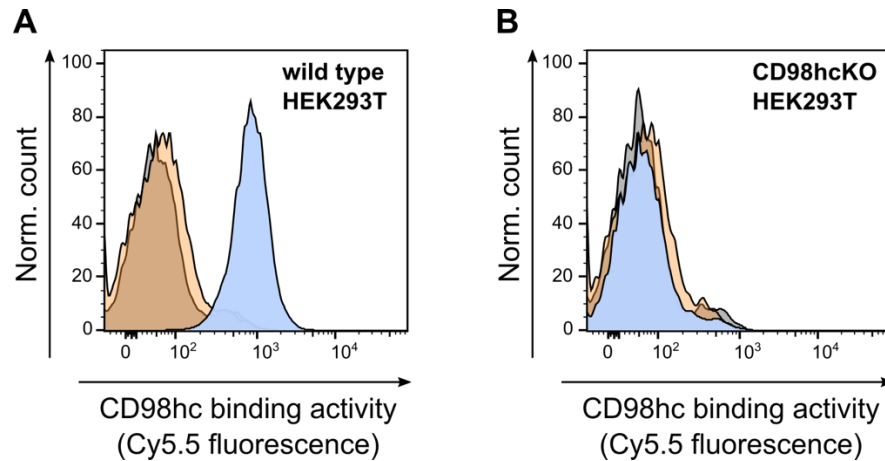 A
wild type
HEK293T
Norm. count
100
80
60
40
20
0
0 10² 10³ 10⁴
CD98hc binding activity
(Cy5.5 fluorescence)
B
CD98hcKO
HEK293T
Norm. count
100
80
60
40
20
0
0 10² 10³ 10⁴
CD98hc binding activity
(Cy5.5 fluorescence)